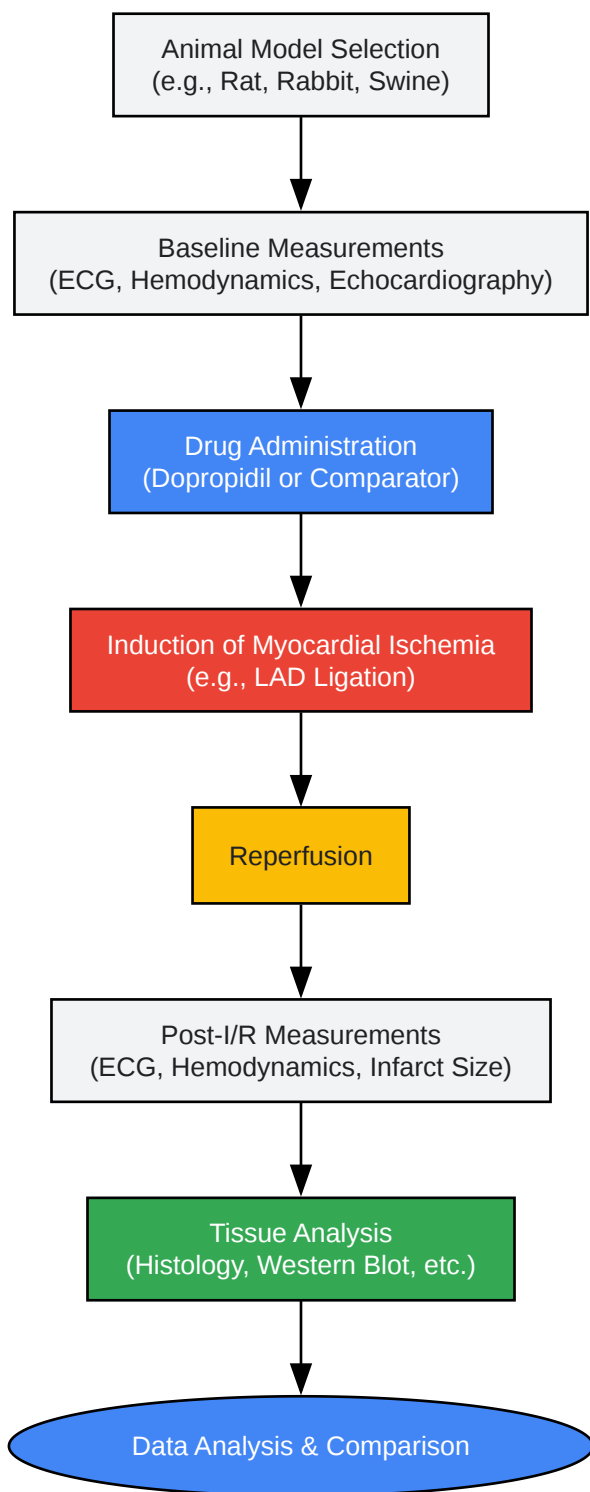 Animal Model Selection
(e.g., Rat, Rabbit, Swine)
Baseline Measurements
(ECG, Hemodynamics, Echocardiography)
Drug Administration
(Dopropidil or Comparator)
Induction of Myocardial Ischemia
(e.g., LAD Ligation)
Reperfusion
Post-I/R Measurements
(ECG, Hemodynamics, Infarct Size)
Tissue Analysis
(Histology, Western Blot, etc.)
Data Analysis & Comparison